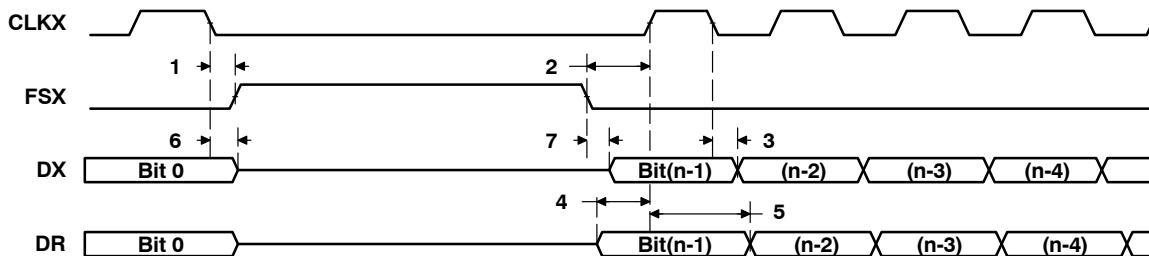 CLKX
1 2
FSX
6 7 3
DX Bit 0 Bit(n-1) (n-2) (n-3) (n-4)
4 5
DR Bit 0 Bit(n-1) (n-2) (n-3) (n-4)